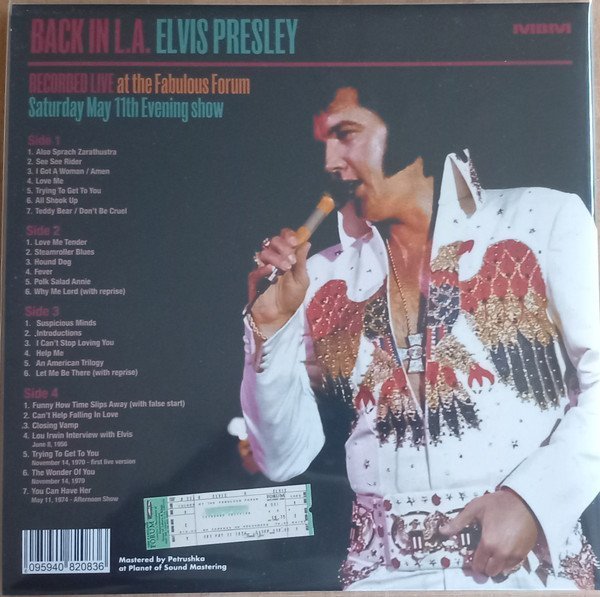 BACK IN L.A. ELVIS PRESLEY
MBM
RECORDED LIVE at the Fabulous Forum
Saturday May 11th Evening show
Side 1
1. Also Sprach Zarathustra
2. See See Rider
3. I Got A Woman / Amen
4. Love Me
5. Trying To Get To You
6. All Shook Up
7. Teddy Bear / Don't Be Cruel
Side 2
1. Love Me Tender
2. Steamroller Blues
3. Hound Dog
4. Fever
5. Polk Salad Annie
6. Why Me Lord (with reprise)
Side 3
1. Suspicious Minds
2. ,Introductions
3. I Can't Stop Loving You
4. Help Me
5. An American Trilogy
6. Let Me Be There (with reprise)
Side 4
1. Funny How Time Slips Away (with false start)
2. Can't Help Falling In Love
.3. Closing Vamp
4. Lou Irwin Interview with Elvis
June 8, 1956
5. Trying To Get To You
November 14, 1970 - first live version
6. The Wonder Of You
November 14, 1970
7. You Can Have Her
May 11, 1974 - Afternoon Show
ELVIS
FORUM
0 095940 820836
Mastered by Petrushka
at Planet of Sound Mastering